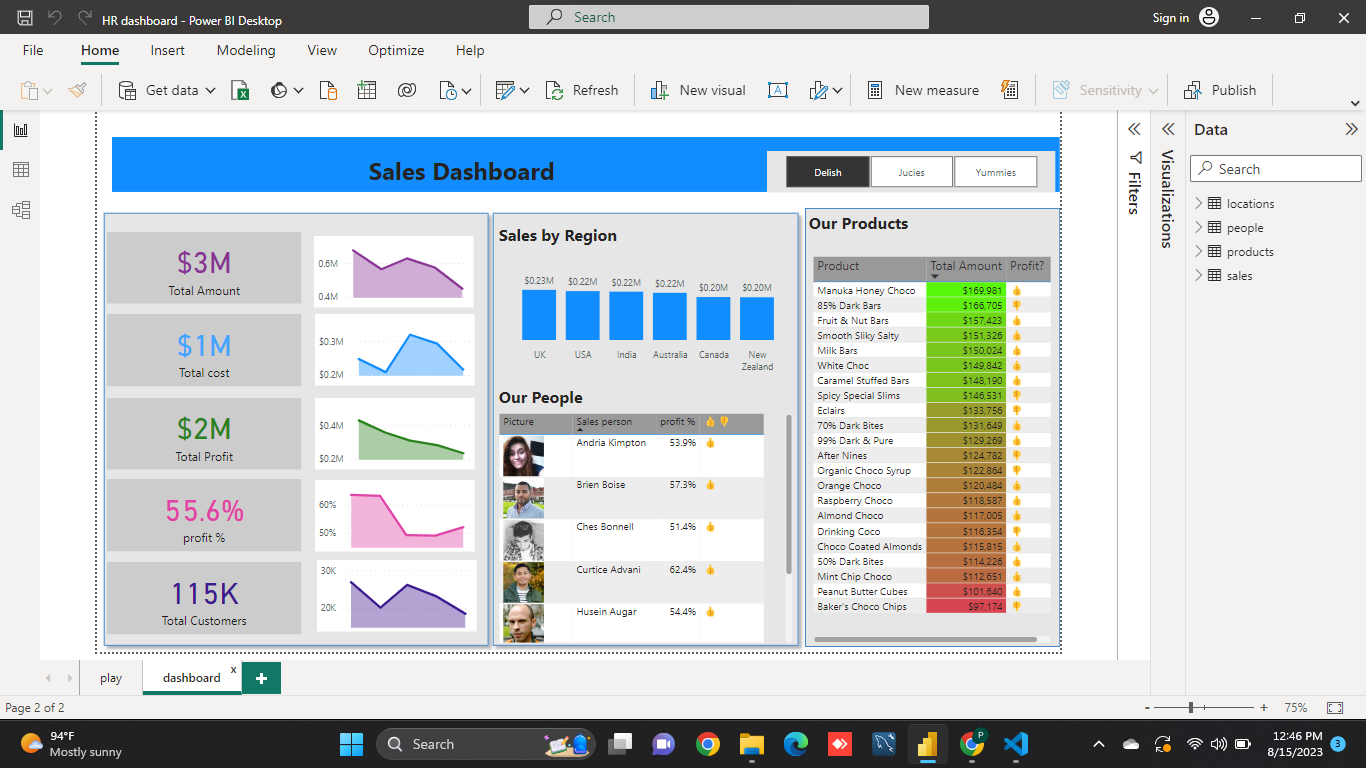 HR dashboard - Power BI Desktop
Search
Sign in
File Home Insert Modeling View Optimize Help
Get data
Refresh
New visual
New measure
Sensitivity
Publish
Sales Dashboard
Delish Jucies Yummies
$3M
Total Amount
0.6M
0.4M
$1M
Total cost
$0.3M
$0.2M
$2M
Total Profit
$0.4M
$0.2M
55.6%
profit %
60%
50%
115K
Total Customers
30K
20K
Sales by Region
$0.23M $0.22M $0.22M $0.22M $0.20M $0.20M
UK USA India Australia Canada New
Zealand
Our People
Picture Sales person profit % 👍 👎
Andria Kimpton 53.9% 👍
Brien Boise 57.3% 👍
Ches Bonnell 51.4% 👍
Curtice Advani 62.4% 👍
Husein Augar 54.4% 👍
Our Products
Product Total Amount Profit?
Manuka Honey Choco $169,981 👍
85% Dark Bars $166,705 👎
Fruit & Nut Bars $157,423 👍
Smooth Sliky Salty $151,326 👍
Milk Bars $150,024 👍
White Choc $149,842 👍
Caramel Stuffed Bars $148,190 👍
Spicy Special Slims $146,531 👎
Eclairs $133,756 👎
70% Dark Bites $131,649 👍
99% Dark & Pure $129,269 👍
After Nines $124,782 👎
Organic Choco Syrup $122,864 👎
Orange Choco $120,484 👍
Raspberry Choco $118,587 👍
Almond Choco $117,005 👍
Drinking Coco $116,354 👎
Choco Coated Almonds $115,815 👍
50% Dark Bites $114,226 👍
Mint Chip Choco $112,651 👍
Peanut Butter Cubes $101,640 👍
Baker's Choco Chips $97,174 👎
Filters
Visualizations
Data
Search
locations
people
products
sales
play
dashboard x
Page 2 of 2
- + 75%
94°F
Mostly sunny
Search
P
12:46 PM
8/15/2023
3